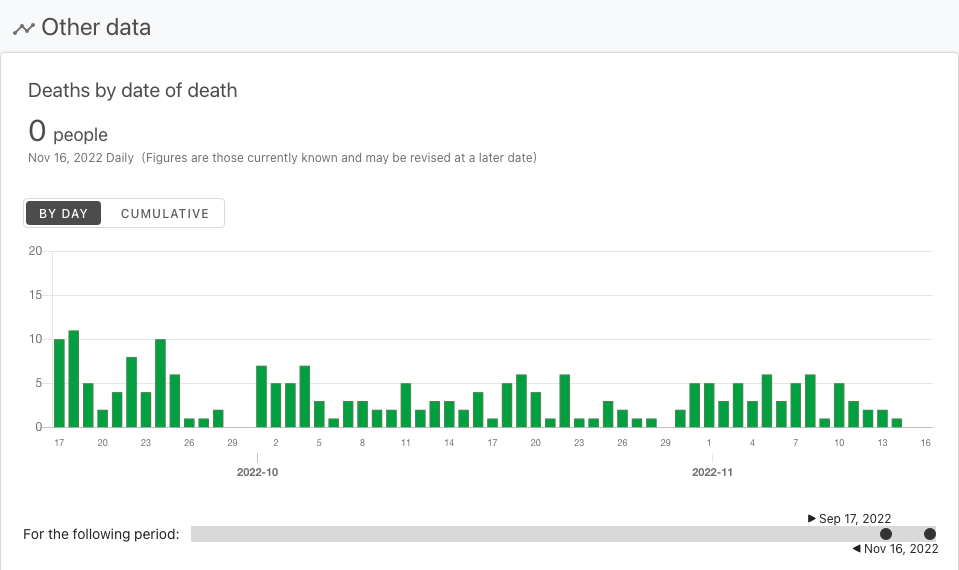 Other data
Deaths by date of death
0 people
Nov 16, 2022 Daily (Figures are those currently known and may be revised at a later date)
BY DAY CUMULATIVE
20
15
10
5
0
17 20 23 26 29 2 5 8 11 14 17 20 23 26 29 1 4 7 10 13 16
2022-10 2022-11
Sep 17, 2022
For the following period:
Nov 16, 2022